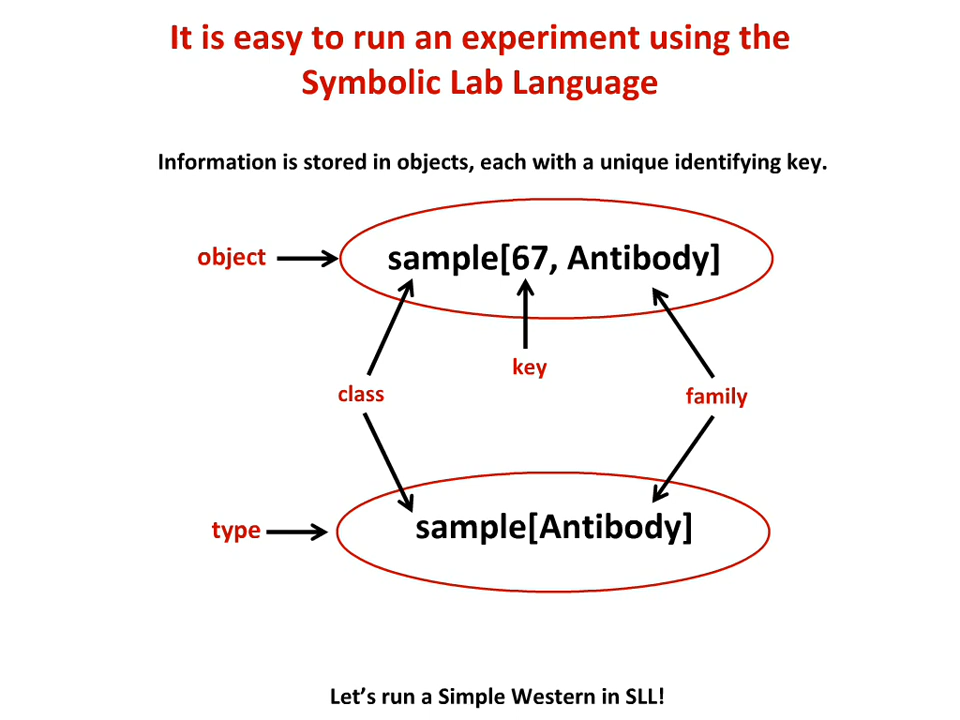 It is easy to run an experiment using the
Symbolic Lab Language
Information is stored in objects, each with a unique identifying key.
object
sample[67, Antibody]
key
class
family
type
sample[Antibody]
Let’s run a Simple Western in SLL!